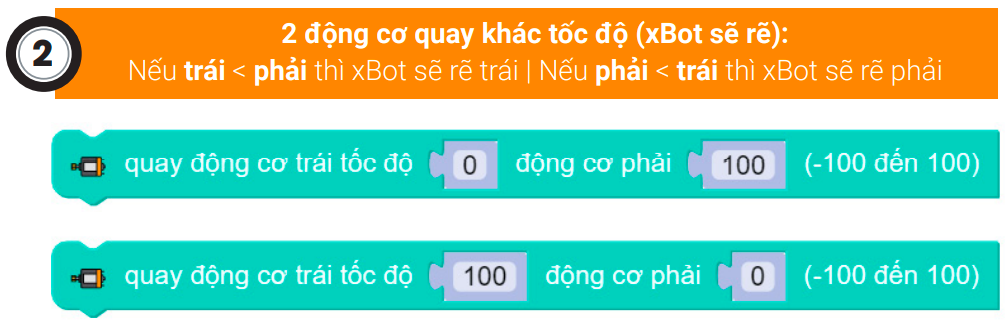 2
2 động cơ quay khác tốc độ (xBot sẽ rẽ):
Nếu trái < phải thì xBot sẽ rẽ trái | Nếu phải < trái thì xBot sẽ rẽ phải
quay động cơ trái tốc độ 0 động cơ phải 100 (-100 đến 100)
quay động cơ trái tốc độ 100 động cơ phải 0 (-100 đến 100)